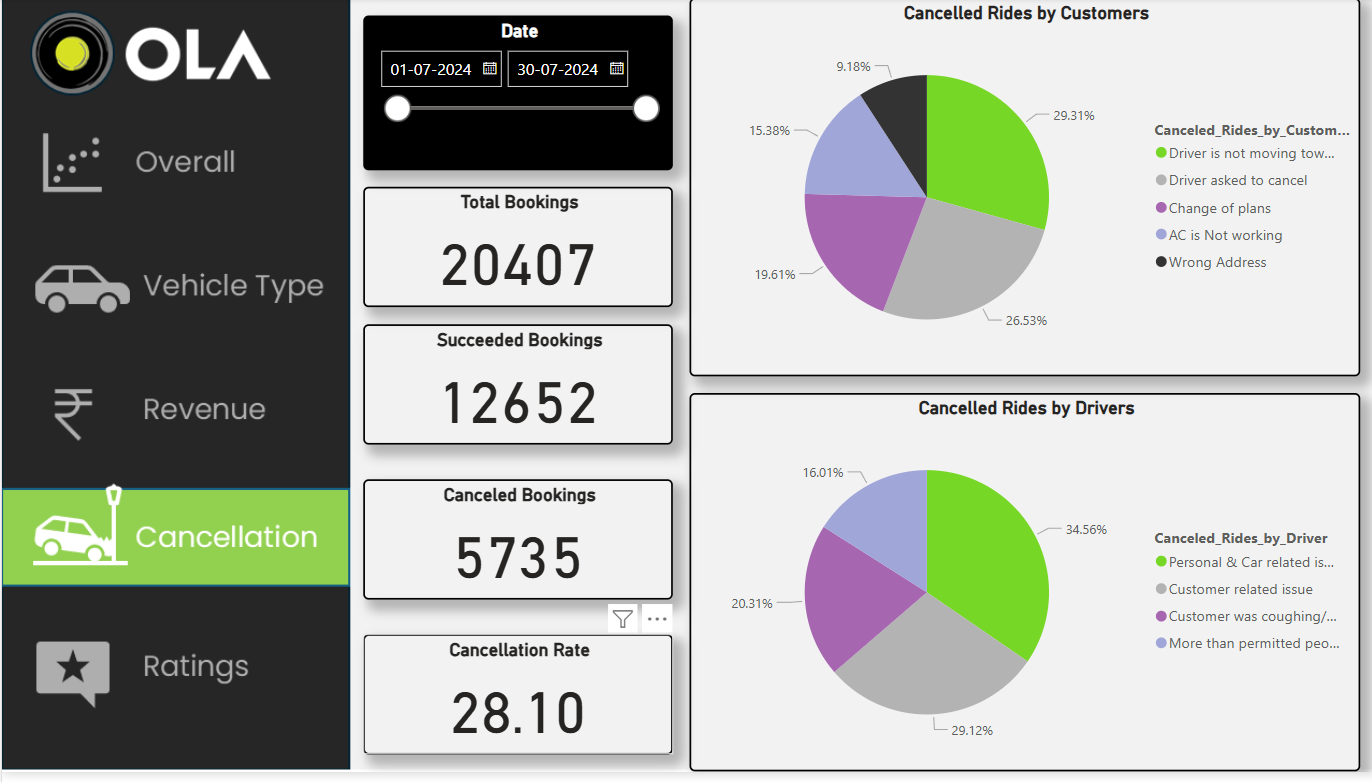 OLA
Overall
Vehicle Type
Revenue
Cancellation
Ratings
Date
01-07-2024
30-07-2024
Total Bookings
20407
Succeeded Bookings
12652
Canceled Bookings
5735
Cancellation Rate
28.10
Cancelled Rides by Customers
9.18%
29.31%
15.38%
19.61%
26.53%
Canceled_Rides_by_Custom...
Driver is not moving tow...
Driver asked to cancel
Change of plans
AC is Not working
Wrong Address
Cancelled Rides by Drivers
16.01%
34.56%
20.31%
29.12%
Canceled_Rides_by_Driver
Personal & Car related is...
Customer related issue
Customer was coughing/...
More than permitted peo...